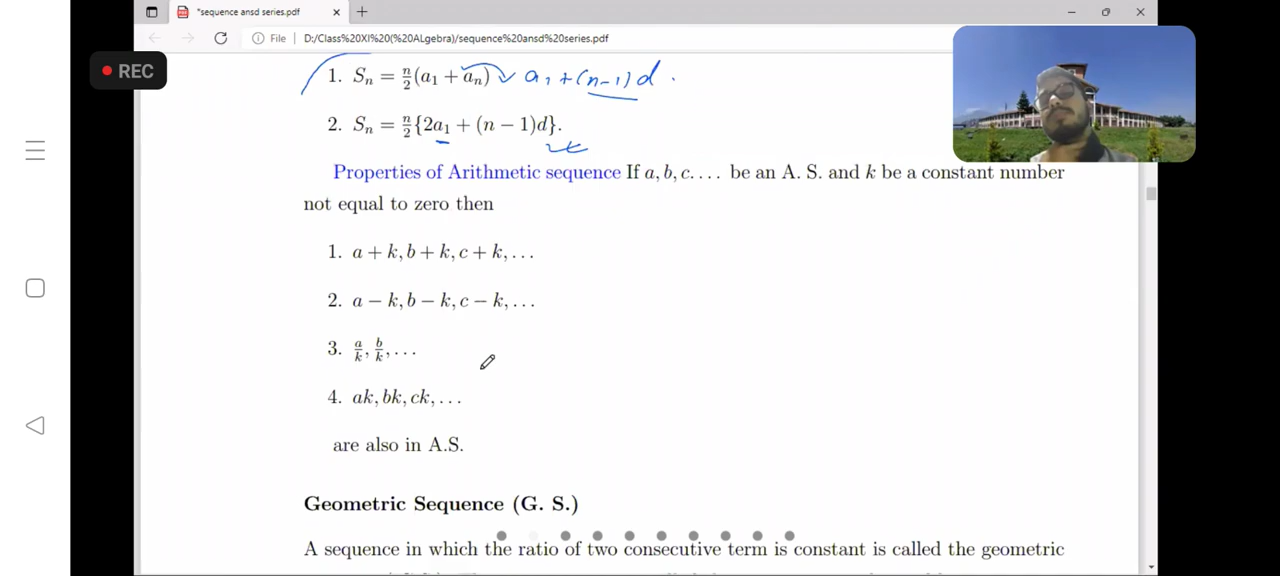 *sequence ansd series.pdf
File | D:/Class%20XI%20(%20ALgebra)/sequence%20ansd%20series.pdf
REC
1. Sₙ = n/2(a₁ + aₙ) a₁ + (n-1)d.
2. Sₙ = n/2{2a₁ + (n − 1)d}.
Properties of Arithmetic sequence If a, b, c.... be an A. S. and k be a constant number
not equal to zero then
1. a + k, b + k, c + k, ...
2. a − k, b − k, c − k, ...
3. a/k, b/k, ...
4. ak, bk, ck, ...
are also in A.S.
Geometric Sequence (G. S.)
A sequence in which the ratio of two consecutive term is constant is called the geometric